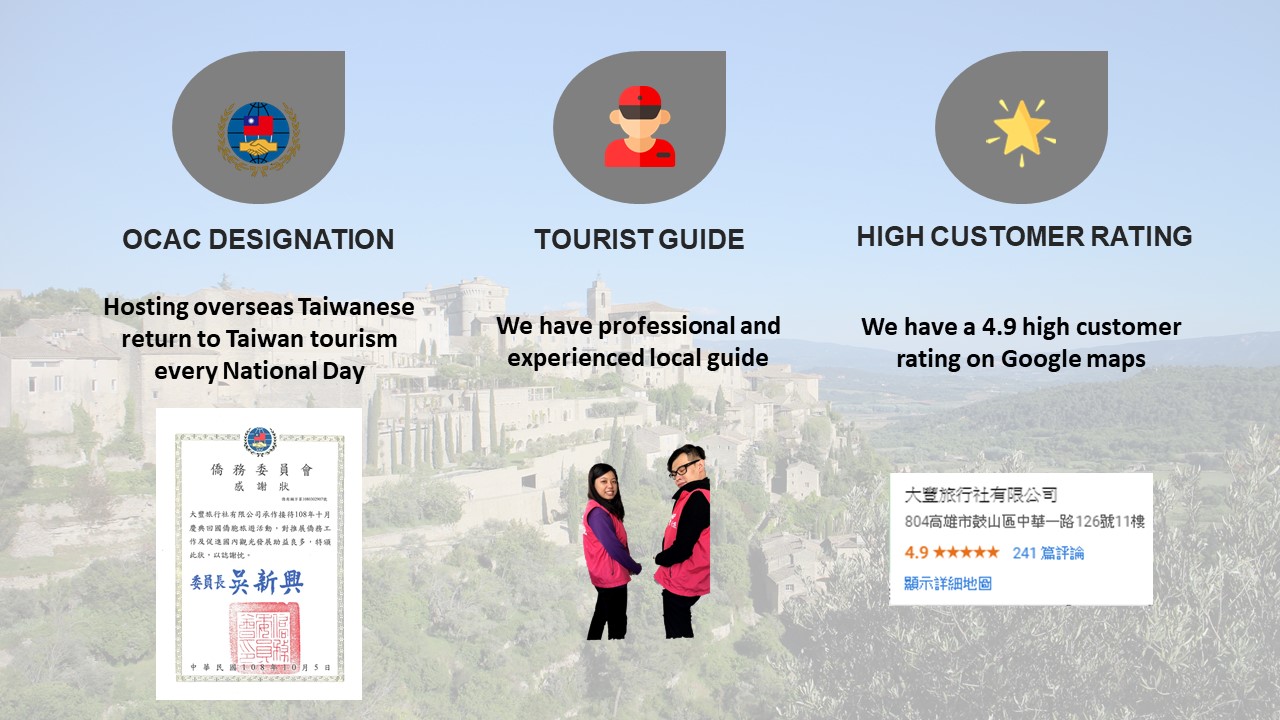 OCAC DESIGNATION
Hosting overseas Taiwanese
return to Taiwan tourism
every National Day
僑務委員會
感謝狀
大豐旅行社有限公司承作接待108年十月
慶典回國僑胞旅遊活動，對推展僑務工
作及促進國內觀光發展助益良多，特頒
此狀，以誌謝忱。
委員長 吳新興
中華民國108年10月5日
TOURIST GUIDE
We have professional and
experienced local guide
HIGH CUSTOMER RATING
We have a 4.9 high customer
rating on Google maps
大豐旅行社有限公司
804高雄市鼓山區中華一路126號11樓
4.9 ★★★★★ 241 篇評論
顯示詳細地圖